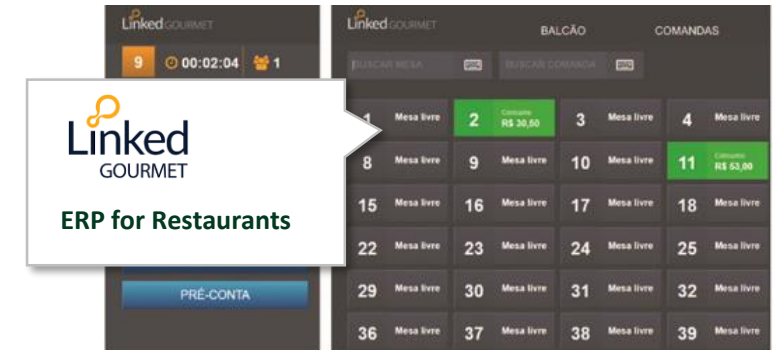 Linked GOURMET
9 00:02:04 1
PRÉ-CONTA
Linked
GOURMET
ERP for Restaurants
Linked GOURMET
BALCÃO COMANDAS
BUSCAR MESA BUSCAR COMANDA
1 Mesa livre 2 Consumo R$ 30,50 3 Mesa livre 4 Mesa livre
8 Mesa livre 9 Mesa livre 10 Mesa livre 11 Consumo R$ 53,00
15 Mesa livre 16 Mesa livre 17 Mesa livre 18 Mesa livre
22 Mesa livre 23 Mesa livre 24 Mesa livre 25 Mesa livre
29 Mesa livre 30 Mesa livre 31 Mesa livre 32 Mesa livre
36 Mesa livre 37 Mesa livre 38 Mesa livre 39 Mesa livre